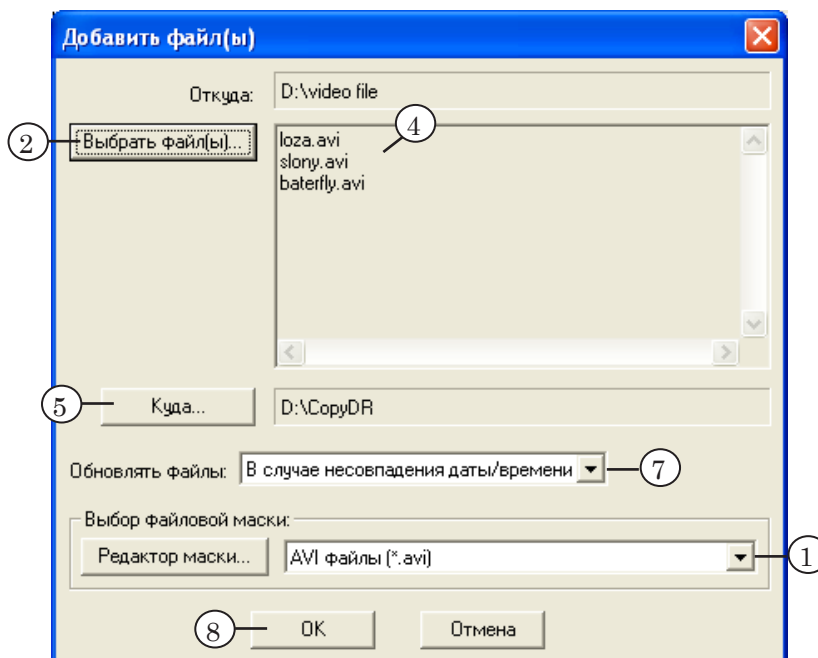 Добавить файл(ы)
Откуда: D:\video file
2 Выбрать файл(ы)... loza.avi 4
slony.avi
baterfly.avi
5 Куда... D:\CopyDR
Обновлять файлы: В случае несовпадения даты/времени 7
Выбор файловой маски:
Редактор маски... AVI файлы (*.avi) 1
8 OK Отмена